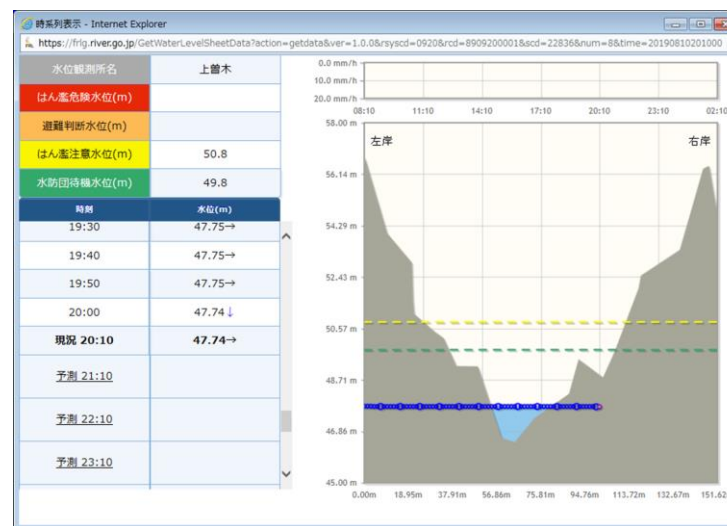 時系列表示 - Internet Explorer
https://frlg.river.go.jp/GetWaterLevelSheetData?action=getdata&ver=1.0.0&rsyscd=0920&rcd=8909200001&scd=22836&num=8&time=20190810201000
水位観測所名 上曽木
はん濫危険水位(m)
避難判断水位(m)
はん濫注意水位(m) 50.8
水防団待機水位(m) 49.8
時刻 水位(m)
19:30 47.75→
19:40 47.75→
19:50 47.75→
20:00 47.74↓
現況 20:10 47.74→
予測 21:10
予測 22:10
予測 23:10
0.0 mm/h
10.0 mm/h
20.0 mm/h
08:10 11:10 14:10 17:10 20:10 23:10 02:10
58.00 m
左岸 右岸
56.14 m
54.29 m
52.43 m
50.57 m
48.71 m
46.86 m
45.00 m
0.00m 18.95m 37.91m 56.86m 75.81m 94.76m 113.72m 132.67m 151.62